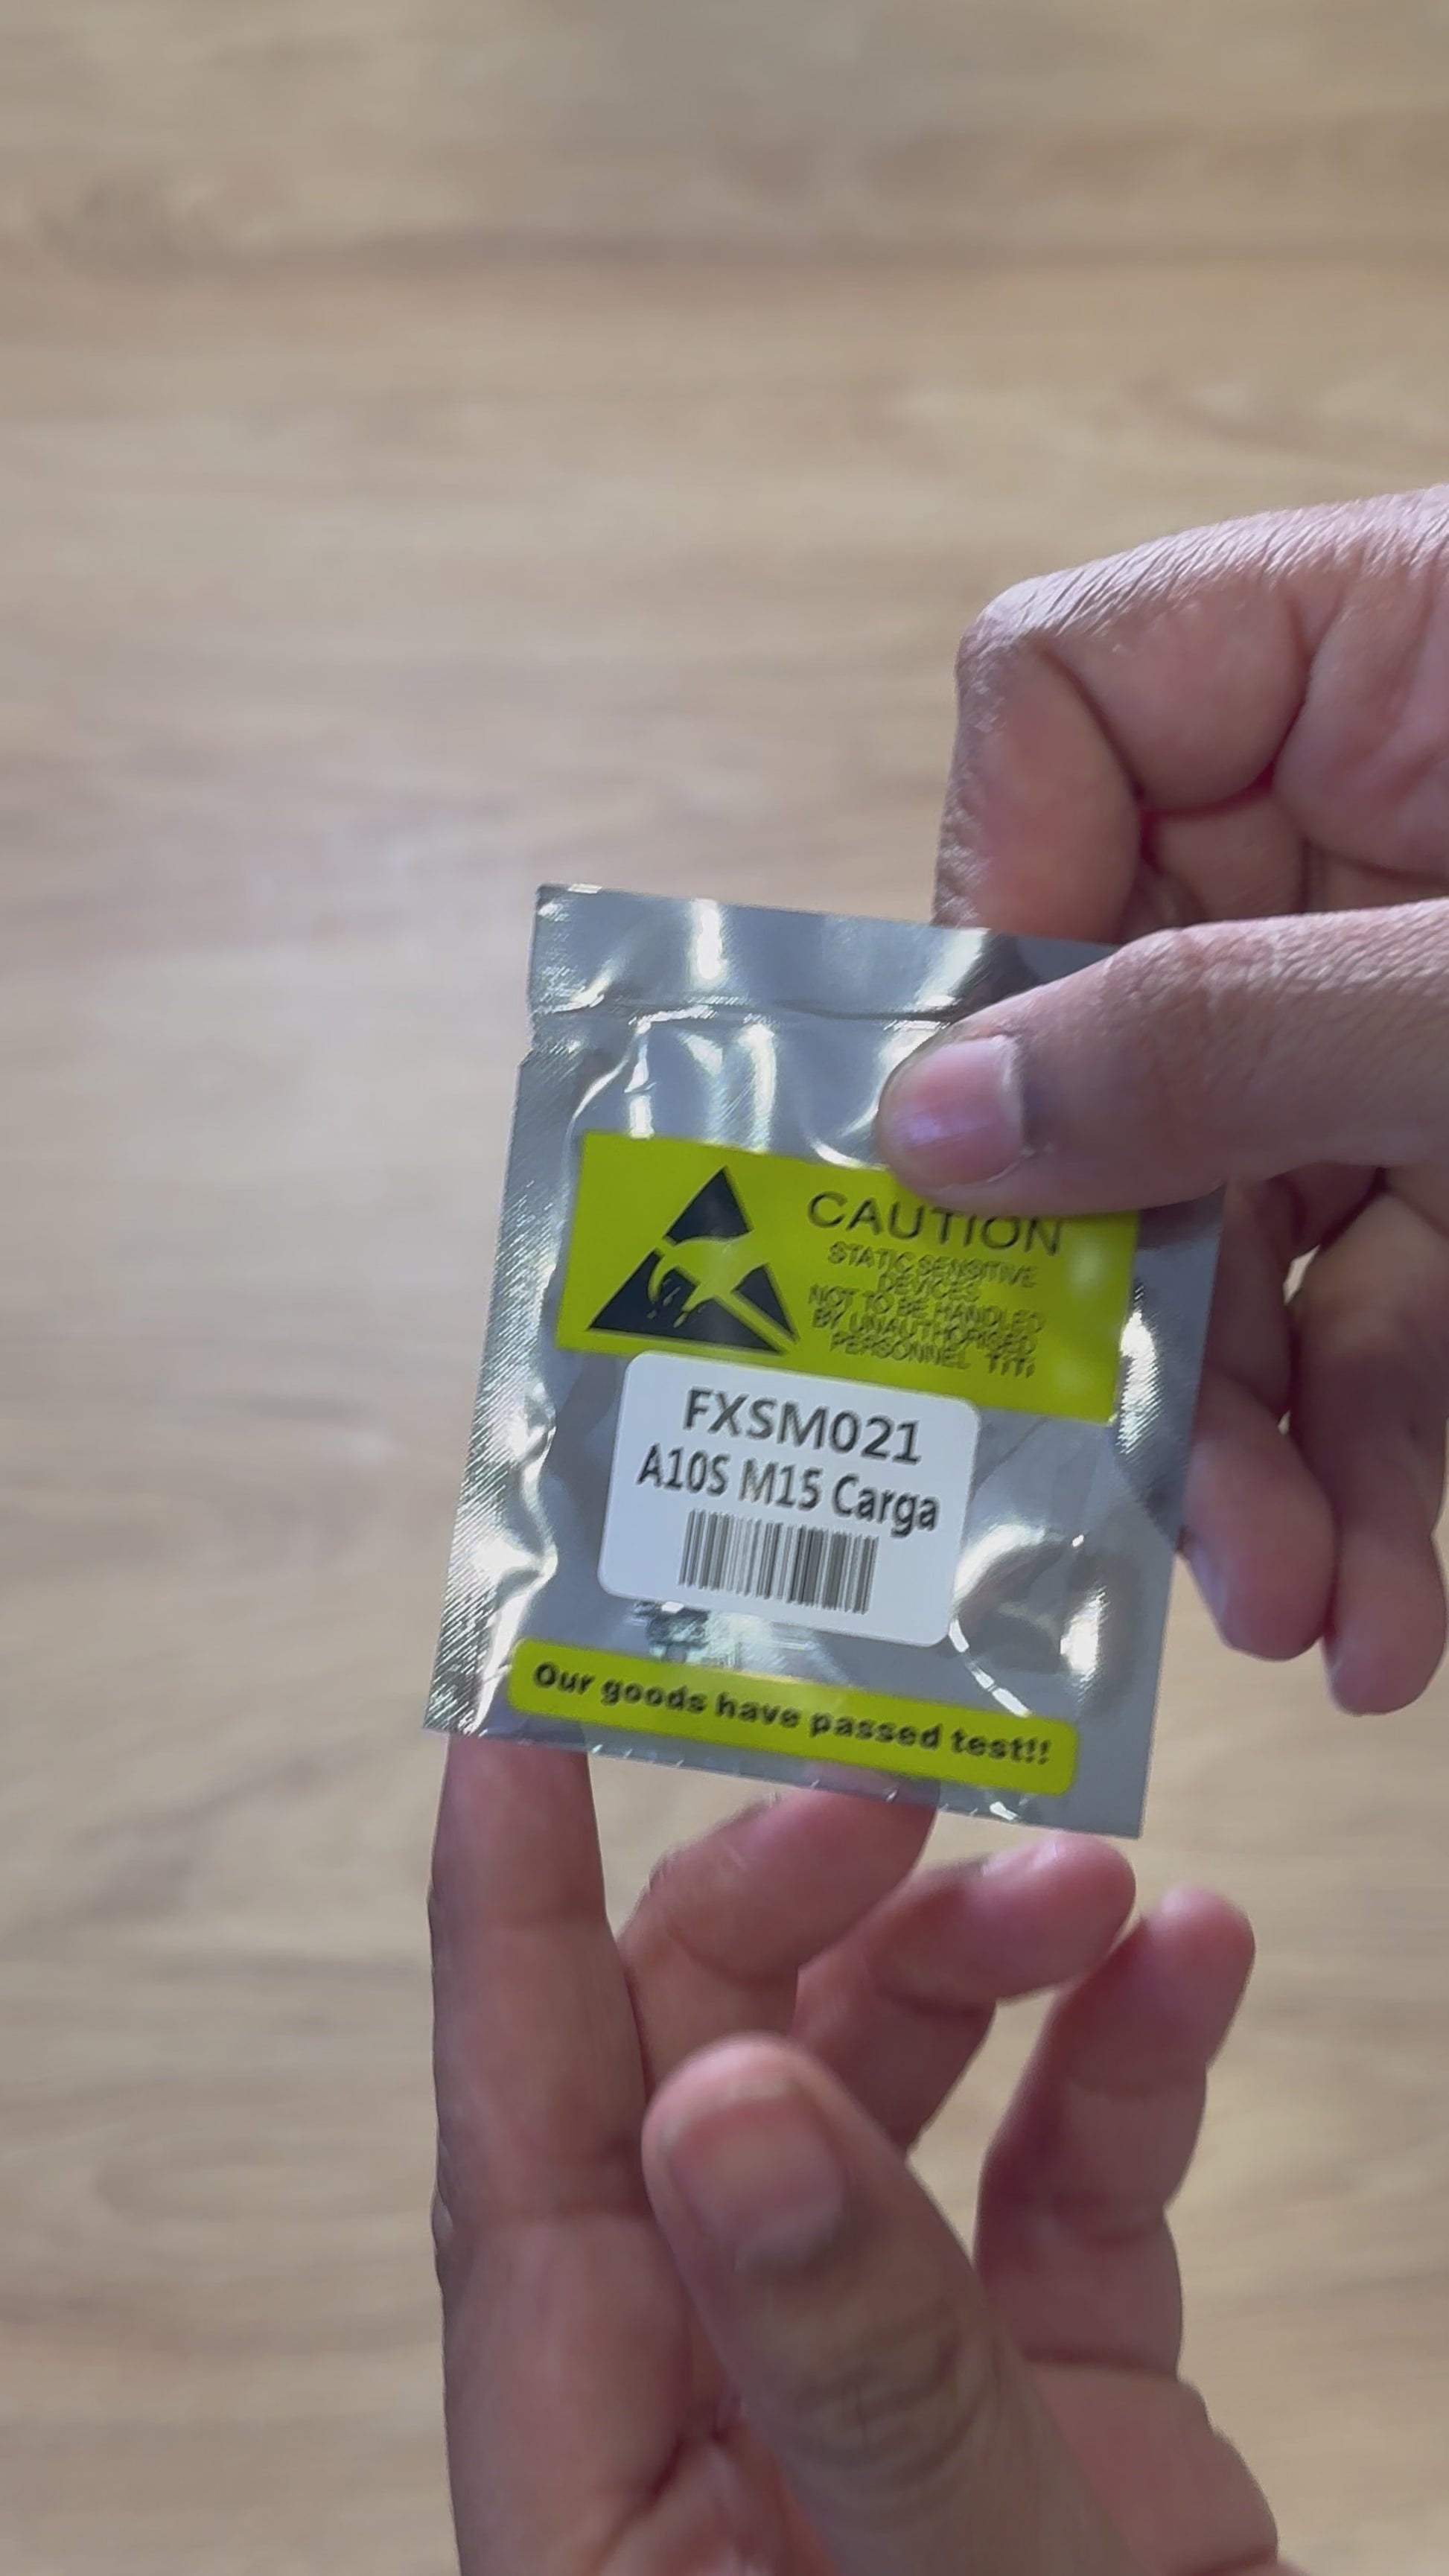 CAUTION
STATIC SENSITIVE
DEVICES
NOT TO BE HANDLED
BY UNAUTHORISED
PERSONNEL TiTi
FXSM021
A10S M15 Carga
Our goods have passed test!!